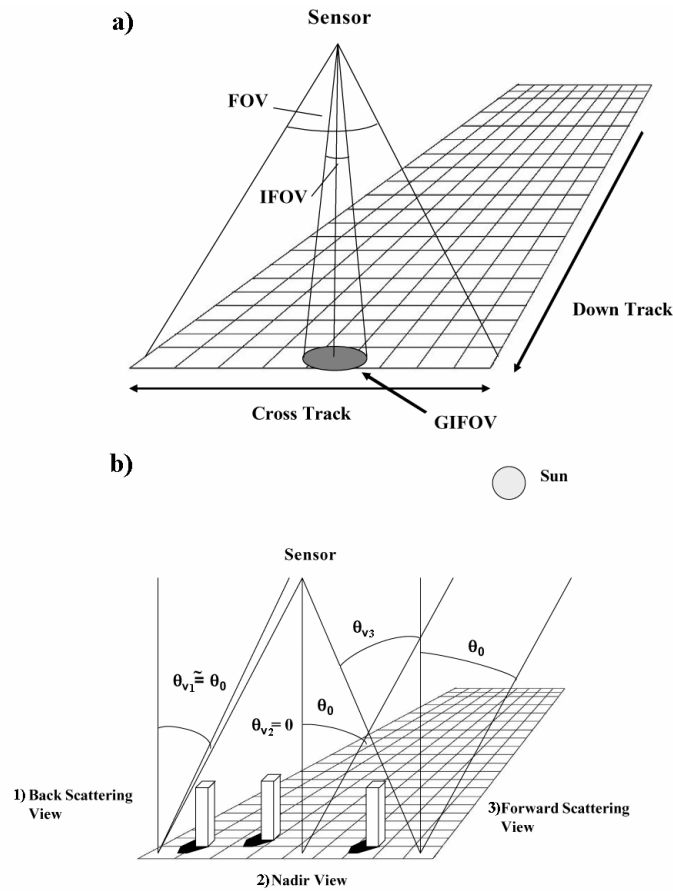 a)
Sensor
FOV
IFOV
Down Track
Cross Track
GIFOV
b)
Sun
Sensor
θv3
θ0
θv1 ≅ θ0
θv2 = 0
θ0
1) Back Scattering
View
3) Forward Scattering
View
2) Nadir View